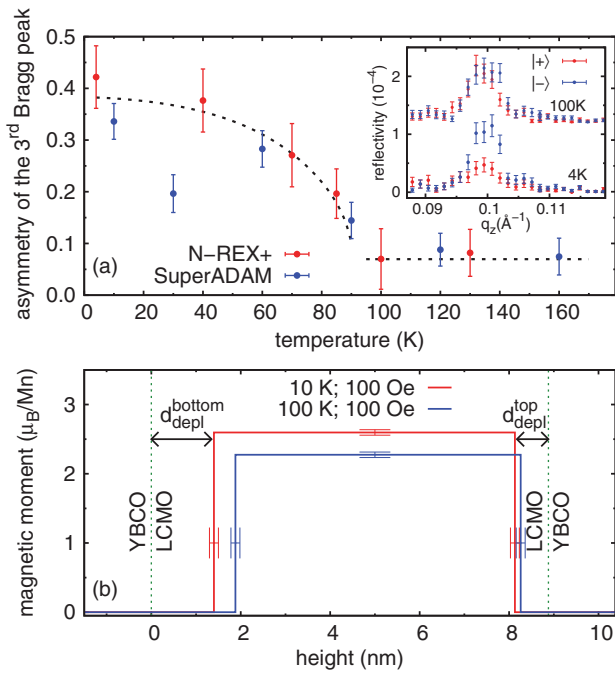 asymmetry of the 3rd Bragg peak
0.5
0.4
0.3
0.2
0.1
0.0
(a)
N−REX+
SuperADAM
0 20 40 60 80 100 120 140 160
temperature (K)
reflectivity (10−4)
2
1
0
|+⟩
|−⟩
100K
4K
0.09 0.1 0.11
qz(Å−1)
magnetic moment (μB/Mn)
3
2
1
0
10 K; 100 Oe
100 K; 100 Oe
dbottomdepl
dtopdepl
YBCO
LCMO
LCMO
YBCO
(b)
0 2 4 6 8 10
height (nm)